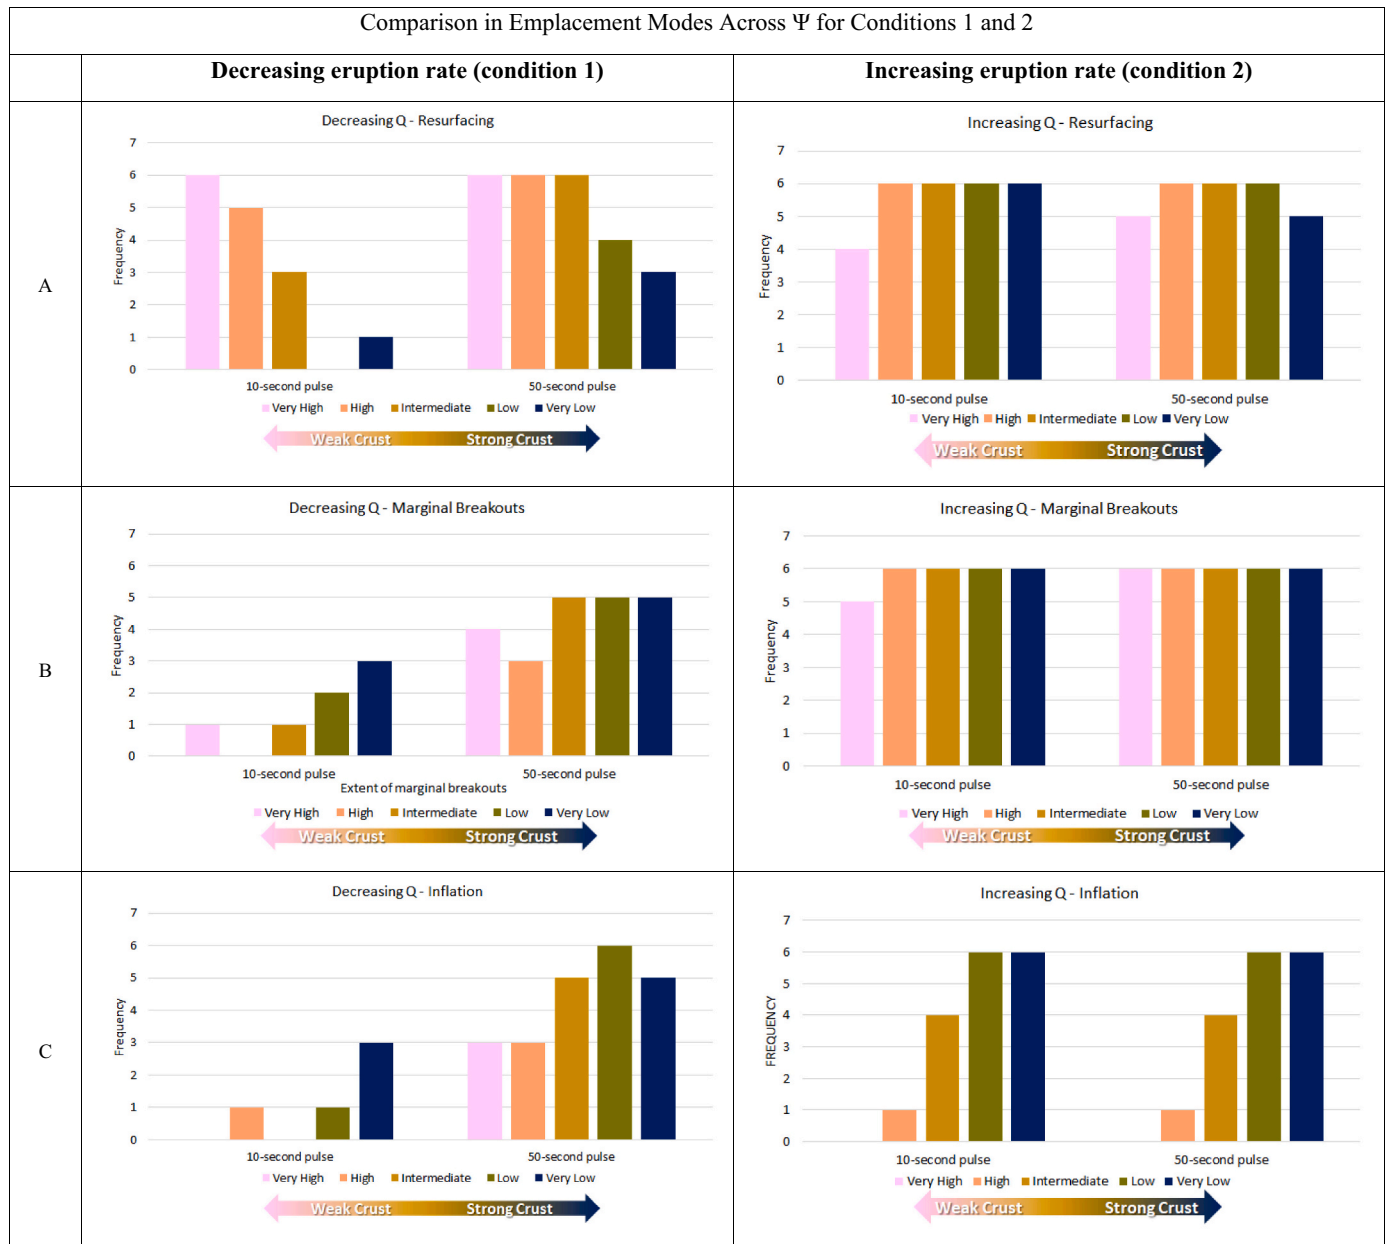 Comparison in Emplacement Modes Across Ψ for Conditions 1 and 2
Decreasing eruption rate (condition 1)
Increasing eruption rate (condition 2)
A
Decreasing Q - Resurfacing
7
6
5
4
3
2
1
0
Frequency
10-second pulse
50-second pulse
Very High High Intermediate Low Very Low
Weak Crust Strong Crust
Increasing Q - Resurfacing
7
6
5
4
3
2
1
0
Frequency
10-second pulse
50-second pulse
Very High High Intermediate Low Very Low
Weak Crust Strong Crust
B
Decreasing Q - Marginal Breakouts
7
6
5
4
3
2
1
0
Frequency
10-second pulse
50-second pulse
Extent of marginal breakouts
Very High High Intermediate Low Very Low
Weak Crust Strong Crust
Increasing Q - Marginal Breakouts
7
6
5
4
3
2
1
0
Frequency
10-second pulse
50-second pulse
Very High High Intermediate Low Very Low
Weak Crust Strong Crust
C
Decreasing Q - Inflation
7
6
5
4
3
2
1
0
Frequency
10-second pulse
50-second pulse
Very High High Intermediate Low Very Low
Weak Crust Strong Crust
Increasing Q - Inflation
7
6
5
4
3
2
1
0
FREQUENCY
10-second pulse
50-second pulse
Very High High Intermediate Low Very Low
Weak Crust Strong Crust